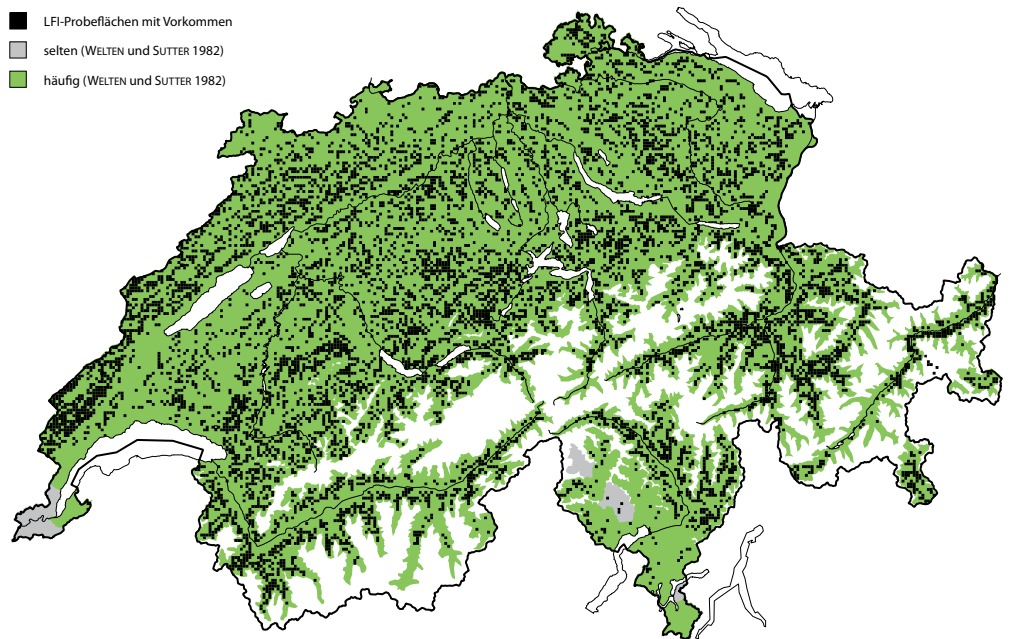 LFI-Probeflächen mit Vorkommen
selten (WELTEN und SUTTER 1982)
häufig (WELTEN und SUTTER 1982)